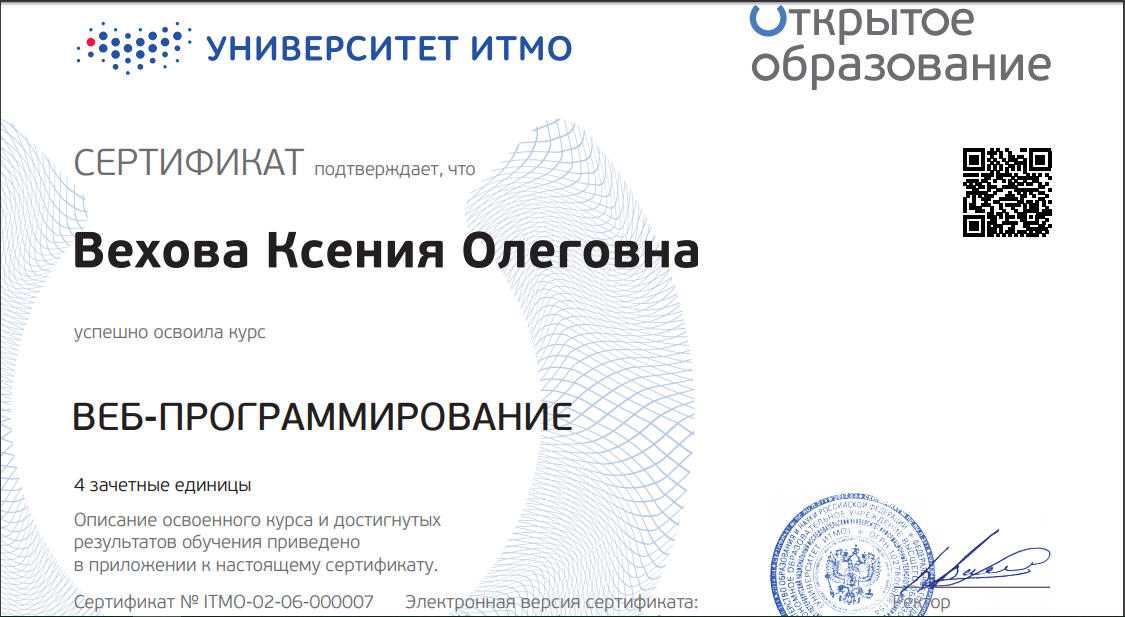 УНИВЕРСИТЕТ ИТМО
Открытое
образование
СЕРТИФИКАТ подтверждает, что
Вехова Ксения Олеговна
успешно освоила курс
ВЕБ-ПРОГРАММИРОВАНИЕ
4 зачетные единицы
Описание освоенного курса и достигнутых
результатов обучения приведено
в приложении к настоящему сертификату.
Сертификат № ITMO-02-06-000007 Электронная версия сертификата:
Ректор